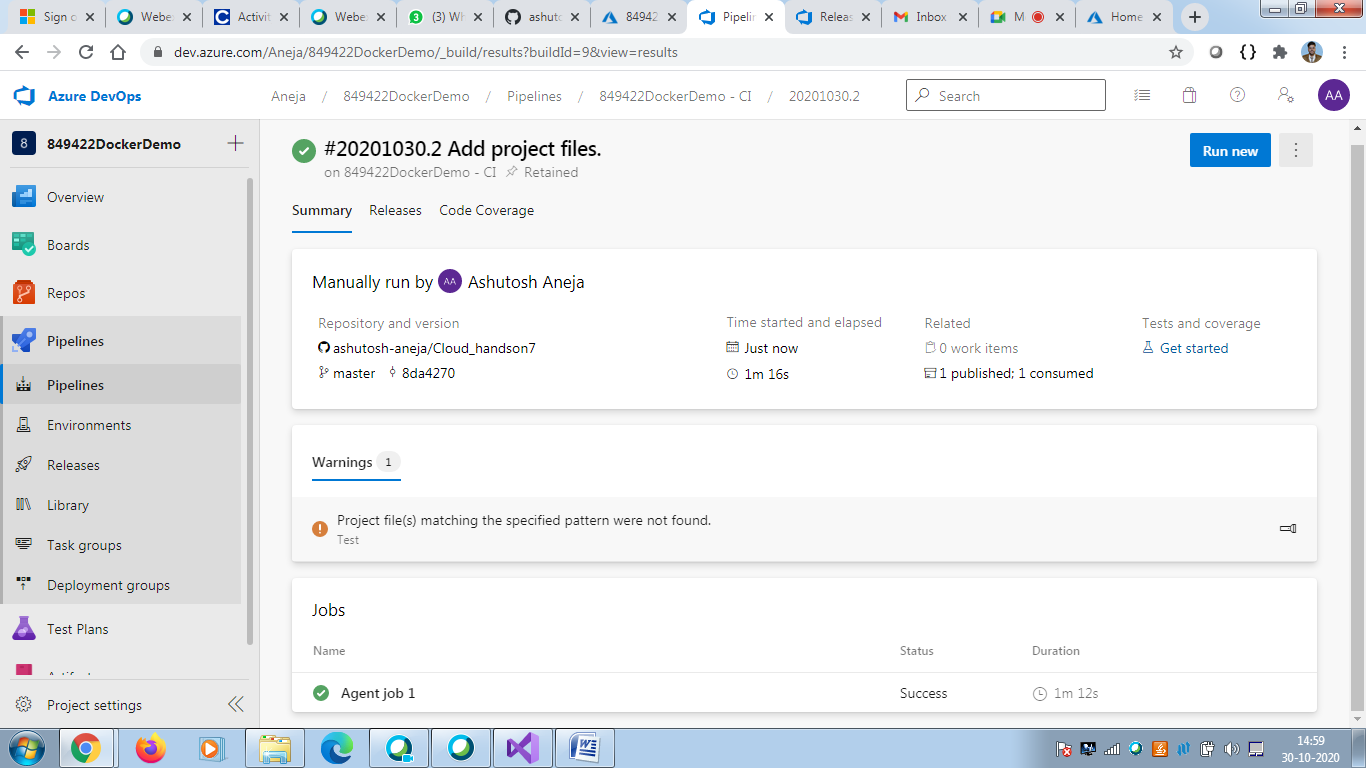 Sign o
Webe
Activit
Webe
(3) Wh
ashuto
84942
Pipelin
Releas
Inbox
M
Home
dev.azure.com/Aneja/849422DockerDemo/_build/results?buildId=9&view=results
Azure DevOps
Aneja / 849422DockerDemo / Pipelines / 849422DockerDemo - CI / 20201030.2
Search
AA
8 849422DockerDemo
Overview
Boards
Repos
Pipelines
Pipelines
Environments
Releases
Library
Task groups
Deployment groups
Test Plans
Project settings
#20201030.2 Add project files.
on 849422DockerDemo - CI Retained
Run new
Summary Releases Code Coverage
Manually run by AA Ashutosh Aneja
Repository and version
ashutosh-aneja/Cloud_handson7
master 8da4270
Time started and elapsed
Just now
1m 16s
Related
0 work items
1 published; 1 consumed
Tests and coverage
Get started
Warnings 1
Project file(s) matching the specified pattern were not found.
Test
Jobs
Name Status Duration
Agent job 1 Success 1m 12s
14:59
30-10-2020